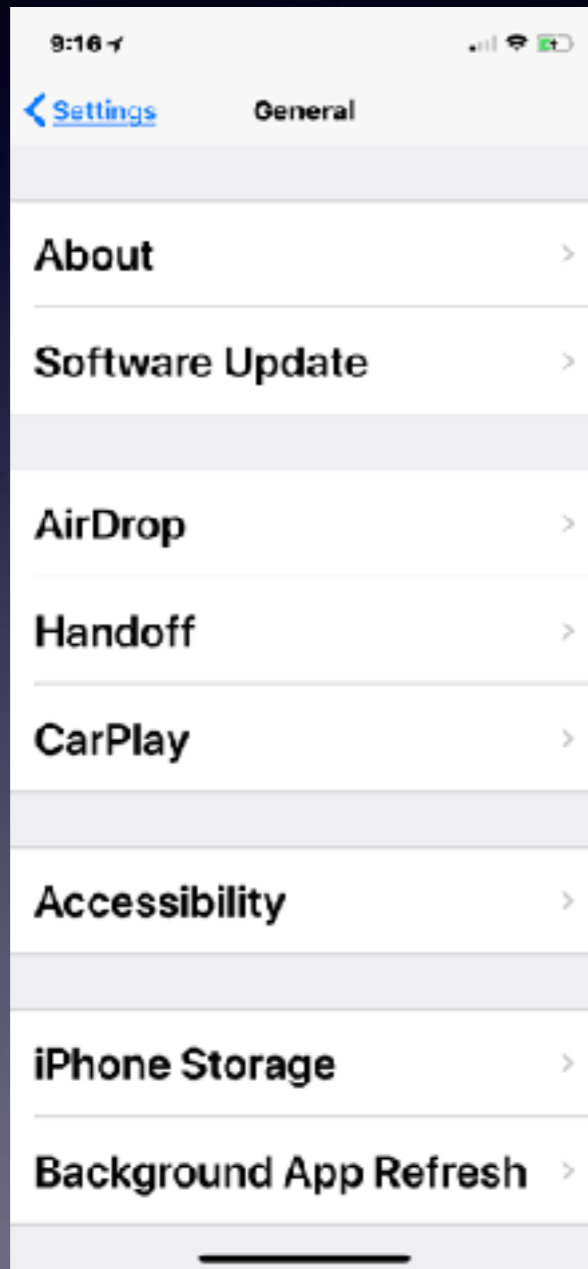 9:16
Settings
General
About
Software Update
AirDrop
Handoff
CarPlay
Accessibility
iPhone Storage
Background App Refresh